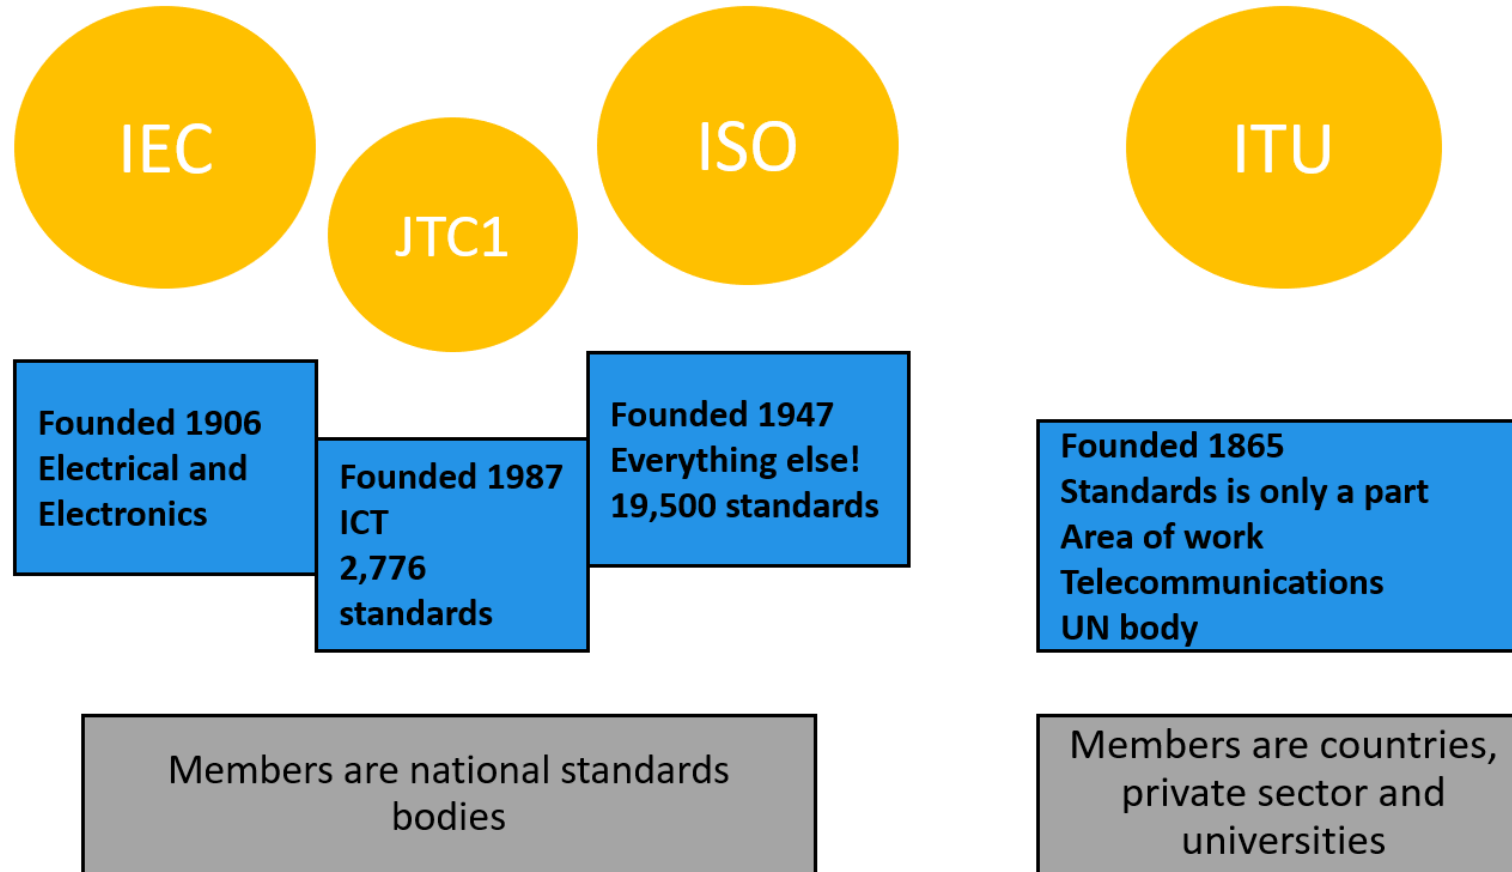 IEC
JTC1
ISO
ITU
Founded 1906
Electrical and
Electronics
Founded 1987
ICT
2,776
standards
Founded 1947
Everything else!
19,500 standards
Founded 1865
Standards is only a part
Area of work
Telecommunications
UN body
Members are national standards
bodies
Members are countries,
private sector and
universities